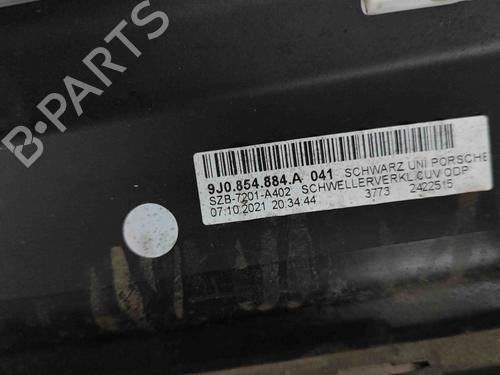 B-PARTS
9J0.854.884.A 041 SCHWARZ UNI PORSCHE
SZB-7201-A402 SCHWELLERVERKL.CUV ODP
07.10.2021 20.34.44 3773 2422515